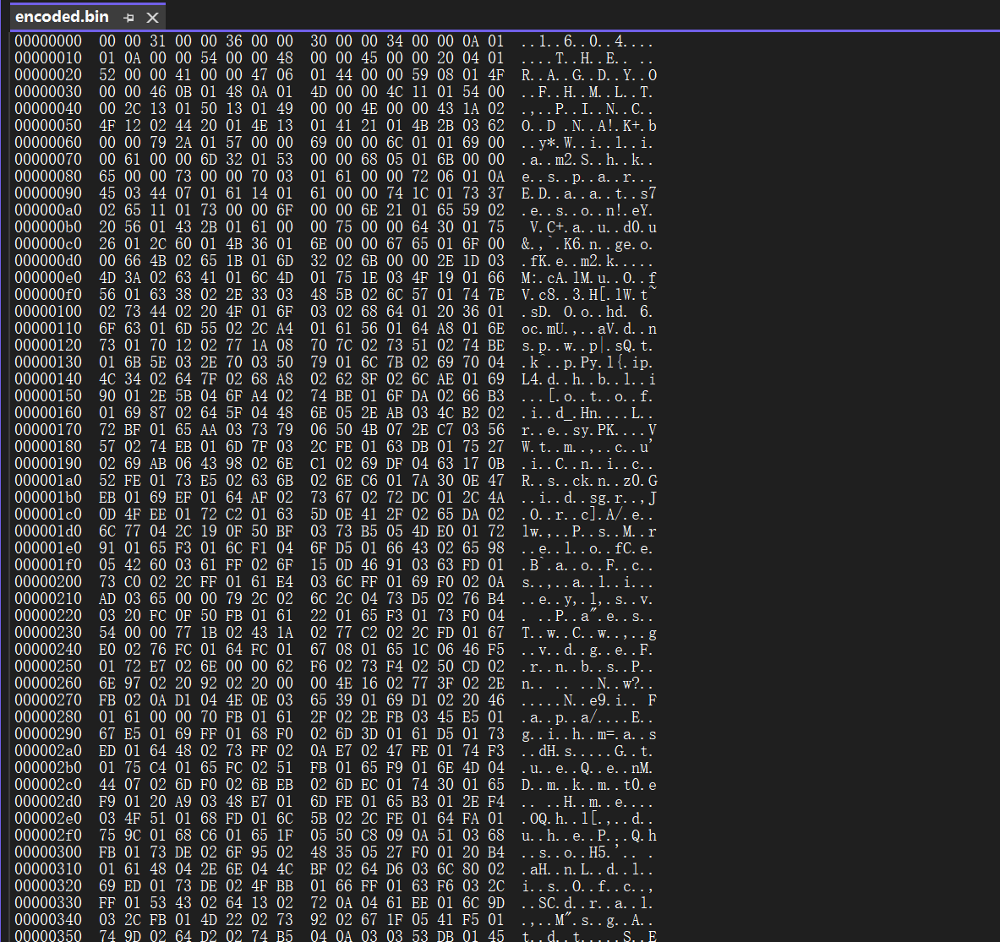 encoded.bin
00000000 00 00 31 00 00 36 00 00 30 00 00 34 00 00 0A 01 ..1..6..0..4....
00000010 01 0A 00 00 54 00 00 48 00 00 45 00 00 20 04 01 ....T..H..E.. ..
00000020 52 00 00 41 00 00 47 06 01 44 00 00 59 08 01 4F R..A..G..D..Y..O
00000030 00 00 46 0B 01 48 0A 01 4D 00 00 4C 11 01 54 00 ..F..H..M..L..T.
00000040 00 2C 13 01 50 13 01 49 00 00 4E 00 00 43 1A 02 .,..P..I..N..C..
00000050 4F 12 02 44 20 01 4E 13 01 41 21 01 4B 2B 03 62 O..D .N..A!.K+.b
00000060 00 00 79 2A 01 57 00 00 69 00 00 6C 01 01 69 00 ..y*.W..i..l..i.
00000070 00 61 00 00 6D 32 01 53 00 00 68 05 01 6B 00 00 .a..m2.S..h..k..
00000080 65 00 00 73 00 00 70 03 01 61 00 00 72 06 01 0A e..s..p..a..r...
00000090 45 03 44 07 01 61 14 01 61 00 00 74 1C 01 73 37 E.D..a..a..t..s7
000000a0 02 65 11 01 73 00 00 6F 00 00 6E 21 01 65 59 02 .e..s..o..n!.eY.
000000b0 20 56 01 43 2B 01 61 00 00 75 00 00 64 30 01 75 V.C+.a..u..d0.u
000000c0 26 01 2C 60 01 4B 36 01 6E 00 00 67 65 01 6F 00 &.,`.K6.n..ge.o.
000000d0 00 66 4B 02 65 1B 01 6D 32 02 6B 00 00 2E 1D 03 .fK.e..m2.k.....
000000e0 4D 3A 02 63 41 01 6C 4D 01 75 1E 03 4F 19 01 66 M:.cA.lM.u..O..f
000000f0 56 01 63 38 02 2E 33 03 48 5B 02 6C 57 01 74 7E V.c8..3.H[.lW.t~
00000100 02 73 44 02 20 4F 01 6F 03 02 68 64 01 20 36 01 .sD. O.o..hd. 6.
00000110 6F 63 01 6D 55 02 2C A4 01 61 56 01 64 A8 01 6E oc.mU.,..aV.d..n
00000120 73 01 70 12 02 77 1A 08 70 7C 02 73 51 02 74 BE s.p..w..p|.sQ.t.
00000130 01 6B 5E 03 2E 70 03 50 79 01 6C 7B 02 69 70 04 .k^..p.Py.l{.ip.
00000140 4C 34 02 64 7F 02 68 A8 02 62 8F 02 6C AE 01 69 L4.d..h..b..l..i
00000150 90 01 2E 5B 04 6F A4 02 74 BE 01 6F DA 02 66 B3 ...[.o..t..o..f.
00000160 01 69 87 02 64 5F 04 48 6E 05 2E AB 03 4C B2 02 .i..d_.Hn....L..
00000170 72 BF 01 65 AA 03 73 79 06 50 4B 07 2E C7 03 56 r..e..sy.PK....V
00000180 57 02 74 EB 01 6D 7F 03 2C FE 01 63 DB 01 75 27 W.t..m..,..c..u'
00000190 02 69 AB 06 43 98 02 6E C1 02 69 DF 04 63 17 0B .i..C..n..i..c..
000001a0 52 FE 01 73 E5 02 63 6B 02 6E C6 01 7A 30 0E 47 R..s..ck.n..z0.G
000001b0 EB 01 69 EF 01 64 AF 02 73 67 02 72 DC 01 2C 4A ..i..d..sg.r..,J
000001c0 0D 4F EE 01 72 C2 01 63 5D 0E 41 2F 02 65 DA 02 .O..r..c].A/.e..
000001d0 6C 77 04 2C 19 0F 50 BF 03 73 B5 05 4D E0 01 72 lw.,..P..s..M..r
000001e0 91 01 65 F3 01 6C F1 04 6F D5 01 66 43 02 65 98 ..e..l..o..fC.e.
000001f0 05 42 60 03 61 FF 02 6F 15 0D 46 91 03 63 FD 01 .B`.a..o..F..c..
00000200 73 C0 02 2C FF 01 61 E4 03 6C FF 01 69 F0 02 0A s..,..a..l..i...
00000210 AD 03 65 00 00 79 2C 02 6C 2C 04 73 D5 02 76 B4 ..e..y,.l,.s..v.
00000220 03 20 FC 0F 50 FB 01 61 22 01 65 F3 01 73 F0 04 . ..P..a".e..s..
00000230 54 00 00 77 1B 02 43 1A 02 77 C2 02 2C FD 01 67 T..w..C..w..,..g
00000240 E0 02 76 FC 01 64 FC 01 67 08 01 65 1C 06 46 F5 ..v..d..g..e..F.
00000250 01 72 E7 02 6E 00 00 62 F6 02 73 F4 02 50 CD 02 .r..n..b..s..P..
00000260 6E 97 02 20 92 02 20 00 00 4E 16 02 77 3F 02 2E n.. .. ..N..w?..
00000270 FB 02 0A D1 04 4E 0E 03 65 39 01 69 D1 02 20 46 .....N..e9.i.. F
00000280 01 61 00 00 70 FB 01 61 2F 02 2E FB 03 45 E5 01 .a..p..a/....E..
00000290 67 E5 01 69 FF 01 68 F0 02 6D 3D 01 61 D5 01 73 g..i..h..m=.a..s
000002a0 ED 01 64 48 02 73 FF 02 0A E7 02 47 FE 01 74 F3 ..dH.s.....G..t.
000002b0 01 75 C4 01 65 FC 02 51 FB 01 65 F9 01 6E 4D 04 .u..e..Q..e..nM.
000002c0 44 07 02 6D F0 02 6B EB 02 6D EC 01 74 30 01 65 D..m..k..m..t0.e
000002d0 F9 01 20 A9 03 48 E7 01 6D FE 01 65 B3 01 2E F4 .. ..H..m..e....
000002e0 03 4F 51 01 68 FD 01 6C 5B 02 2C FE 01 64 FA 01 .OQ.h..l[.,..d..
000002f0 75 9C 01 68 C6 01 65 1F 05 50 C8 09 0A 51 03 68 u..h..e..P...Q.h
00000300 FB 01 73 DE 02 6F 95 02 48 35 05 27 F0 01 20 B4 ..s..o..H5.'.. .
00000310 01 61 48 04 2E 6E 04 4C BF 02 64 D6 03 6C 80 02 .aH..n.L..d..l..
00000320 69 ED 01 73 DE 02 4F BB 01 66 FF 01 63 F6 03 2C i..s..O..f..c..,
00000330 FF 01 53 43 02 64 13 02 72 0A 04 61 EE 01 6C 9D ..SC.d..r..a..l.
00000340 03 2C FB 01 4D 22 02 73 92 02 67 1F 05 41 F5 01 .,..M".s..g..A..
00000350 74 9D 02 64 D2 02 74 B5 04 0A 03 03 53 DB 01 45 t..d..t.....S..E